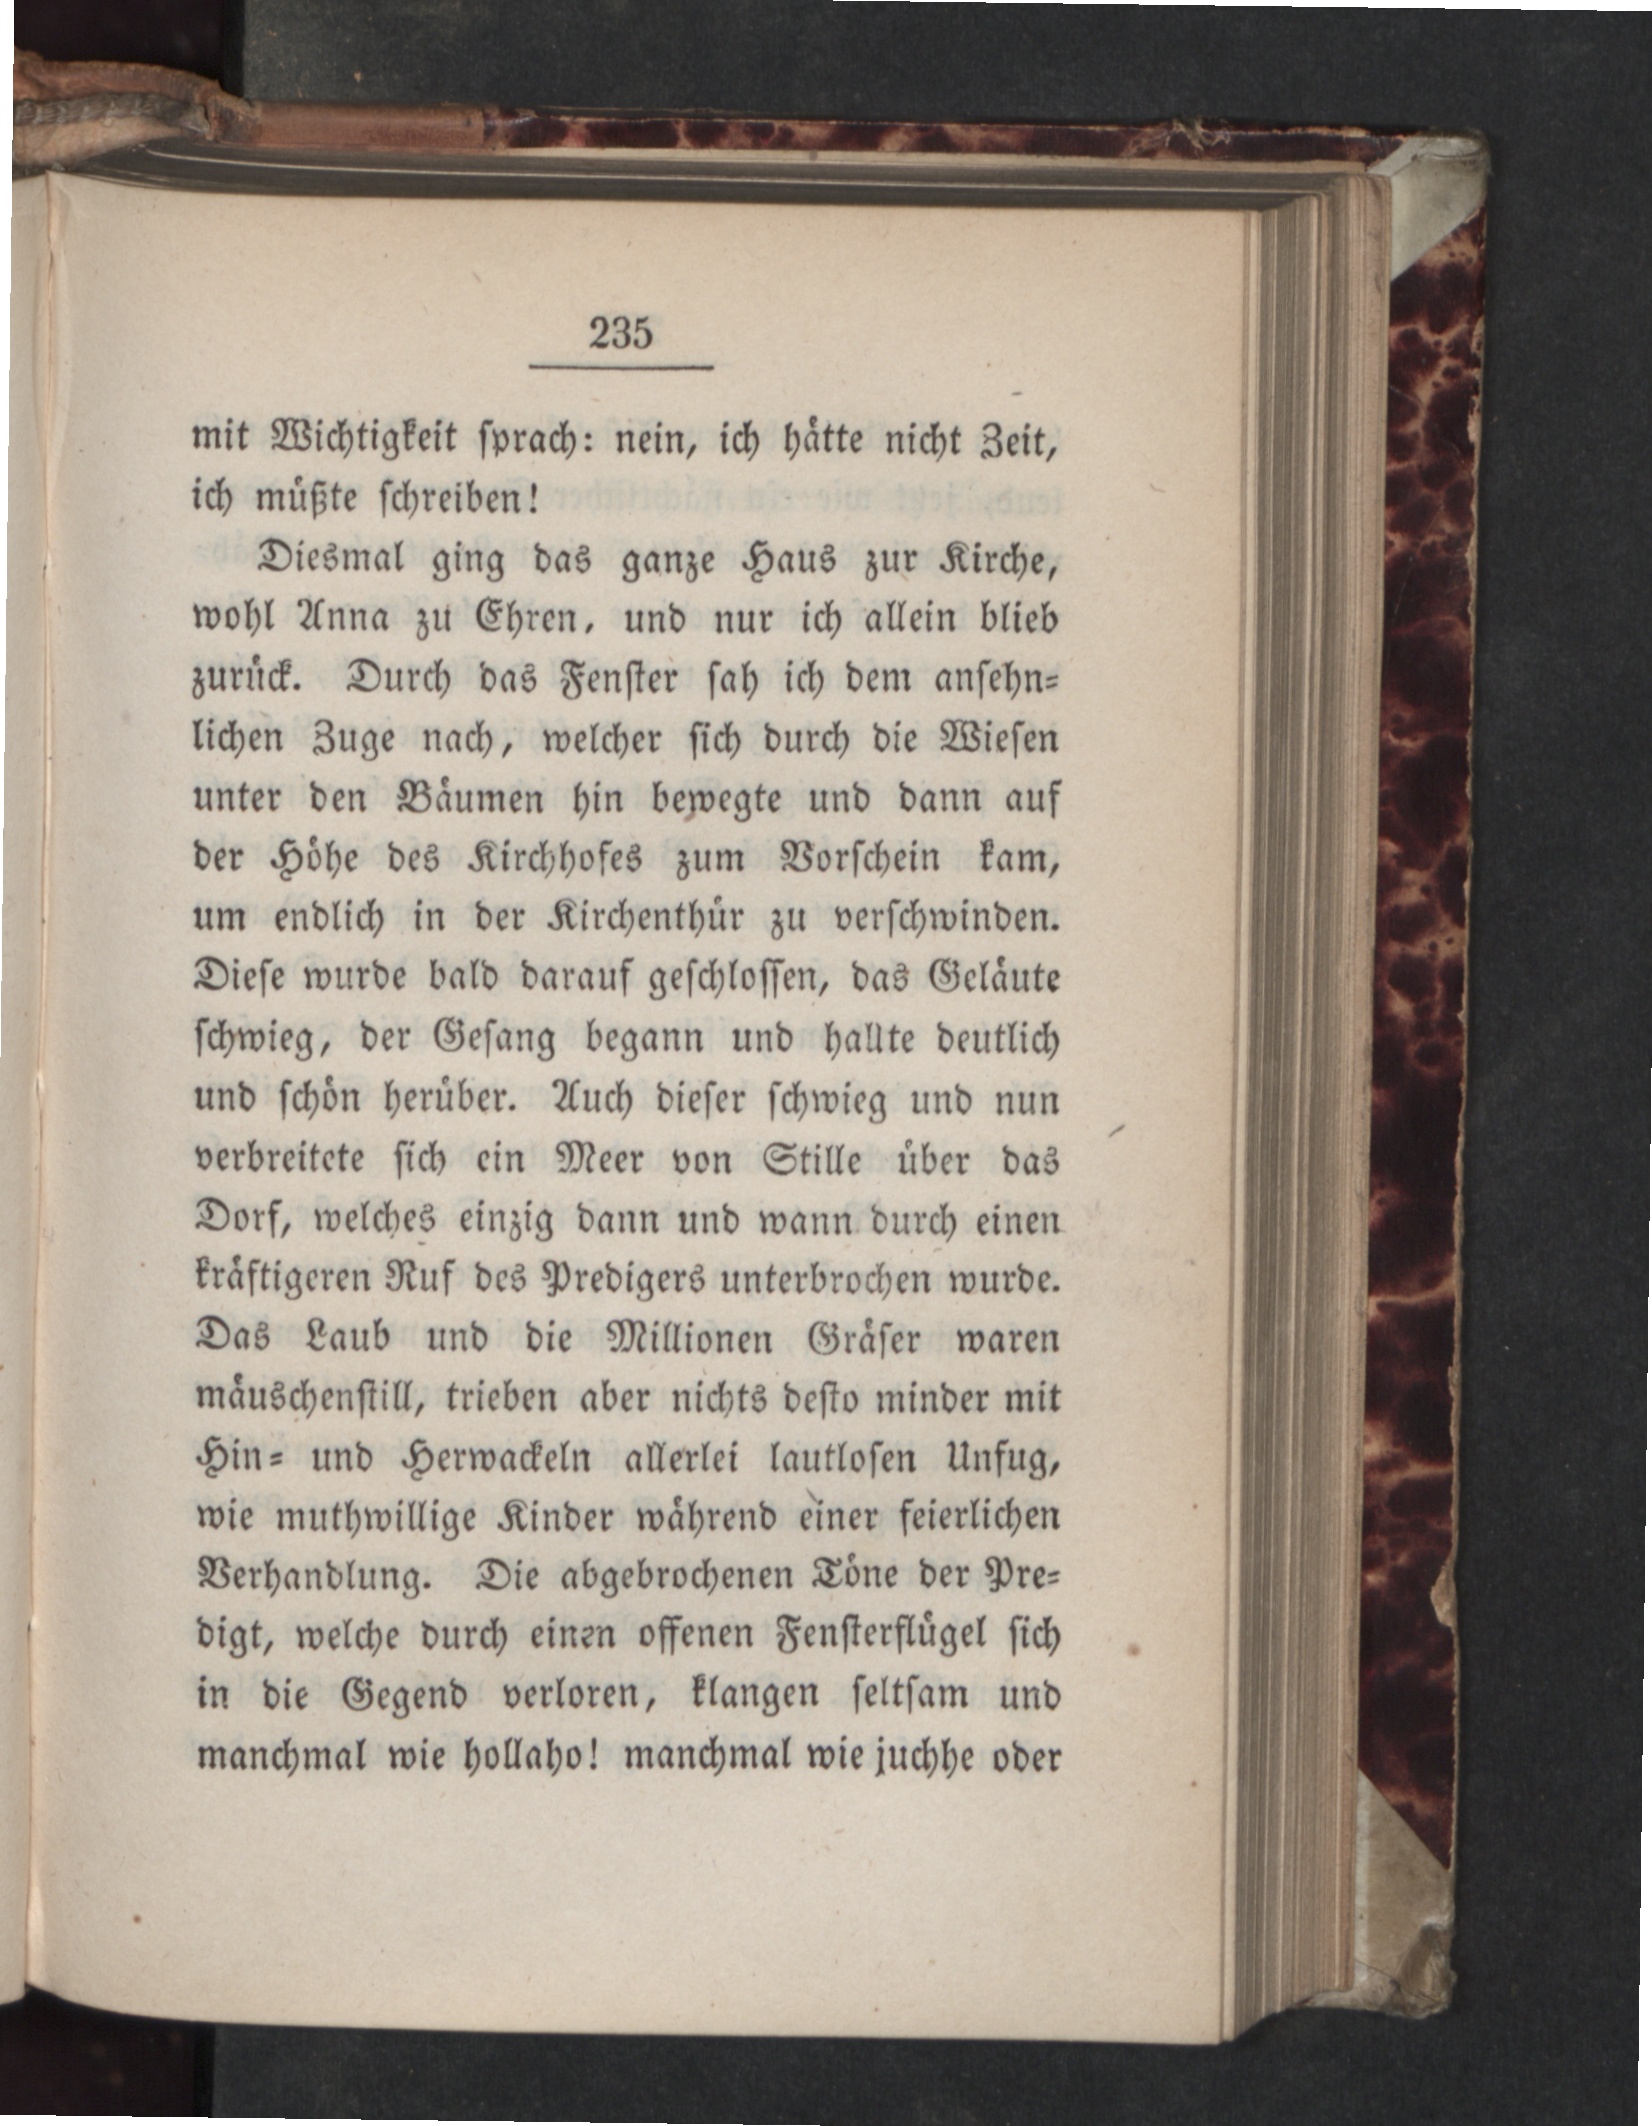 235
mit Wichtigkeit ſprach: nein, ich hätte nicht Zeit,
ich müßte ſchreiben!
Diesmal ging das ganze Haus zur Kirche,
wohl Anna zu Ehren, und nur ich allein blieb
zurück. Durch das Fenſter ſah ich dem anſehn⸗
lichen Zuge nach, welcher ſich durch die Wieſen
unter den Bäumen hin bewegte und dann auf
der Höhe des Kirchhofes zum Vorſchein kam,
um endlich in der Kirchenthür zu verſchwinden.
Dieſe wurde bald darauf geſchloſſen, das Geläute
ſchwieg, der Geſang begann und hallte deutlich
und ſchön herüber. Auch dieſer ſchwieg und nun
verbreitete ſich ein Meer von Stille über das
Dorf, welches einzig dann und wann durch einen
kräftigeren Ruf des Predigers unterbrochen wurde.
Das Laub und die Millionen Gräſer waren
mäuschenſtill, trieben aber nichts deſto minder mit
Hin⸗ und Herwackeln allerlei lautloſen Unfug,
wie muthwillige Kinder während einer feierlichen
Verhandlung. Die abgebrochenen Töne der Pre⸗
digt, welche durch einen offenen Fenſterflügel ſich
in die Gegend verloren, klangen ſeltſam und
manchmal wie hollaho! manchmal wie juchhe oder